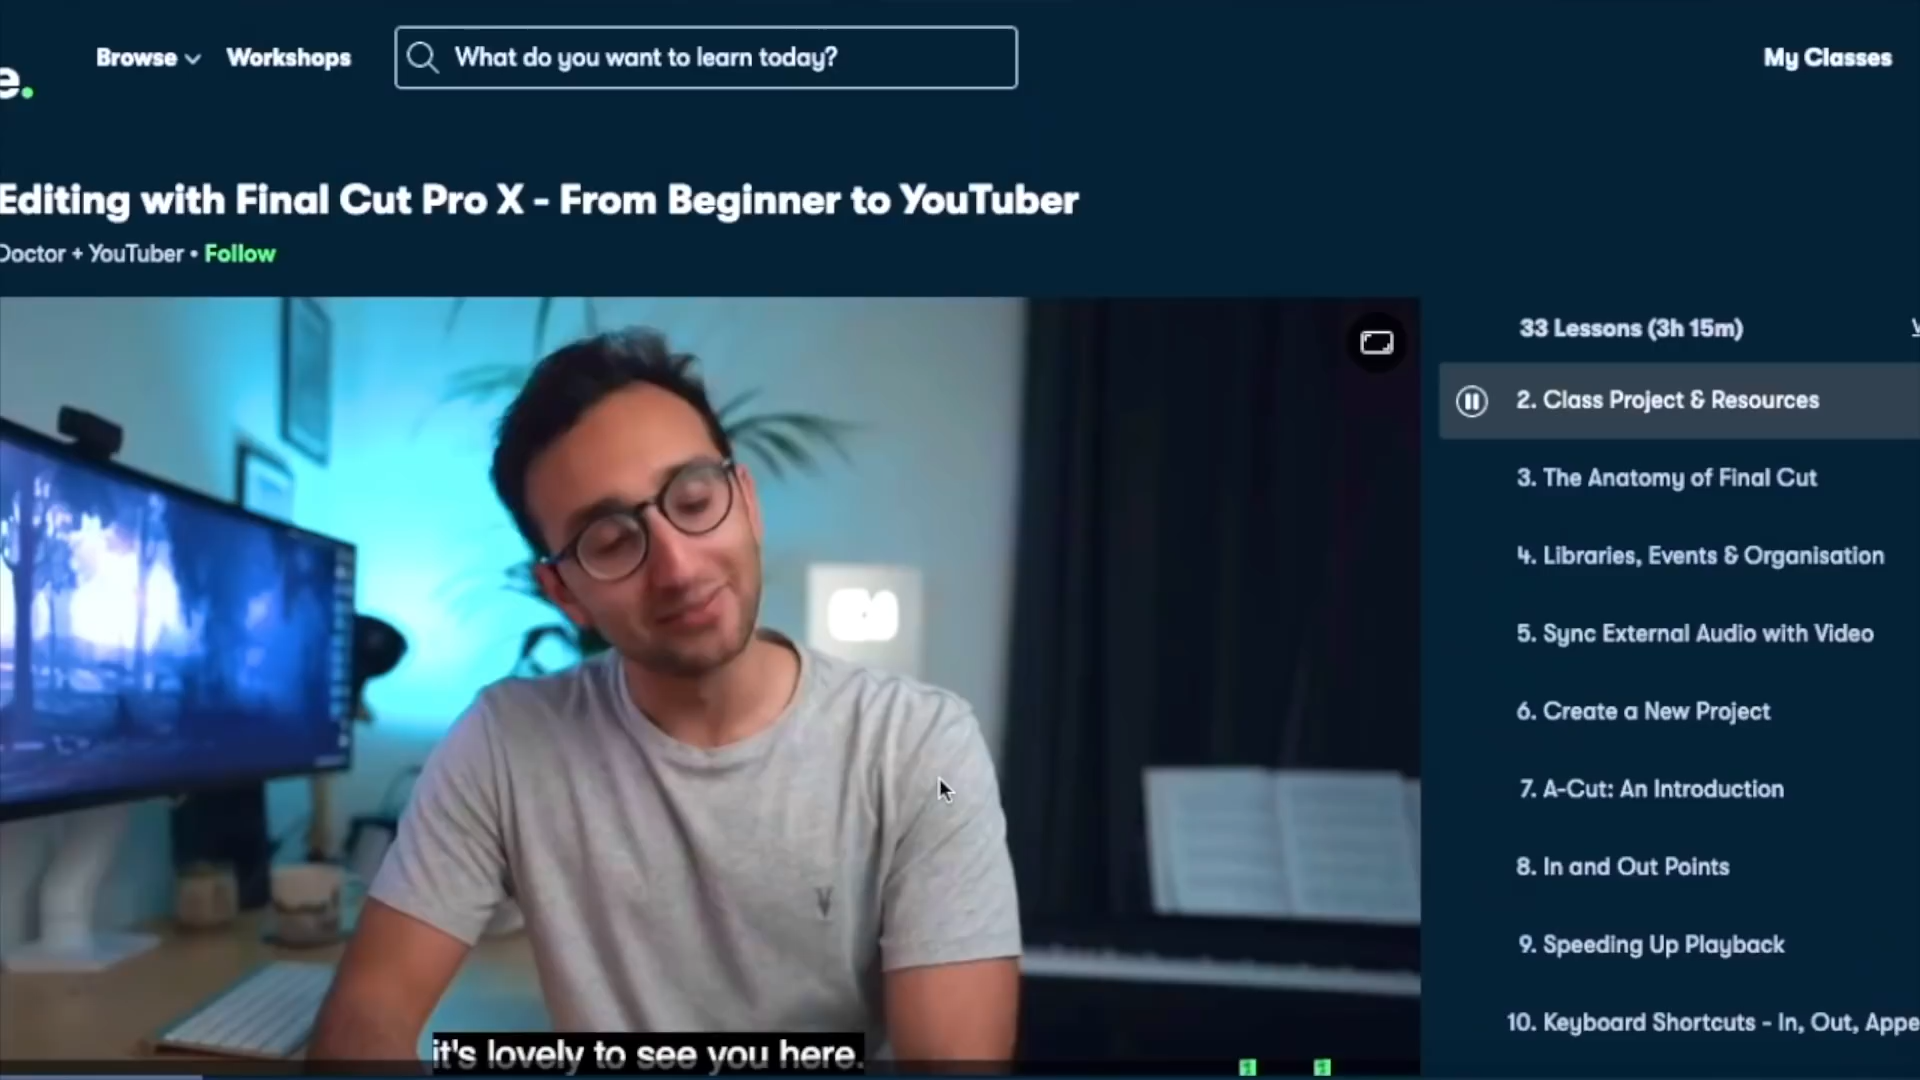 e.
Browse
Workshops
What do you want to learn today?
My Classes
Editing with Final Cut Pro X - From Beginner to YouTuber
Doctor + YouTuber • Follow
33 Lessons (3h 15m)
2. Class Project & Resources
3. The Anatomy of Final Cut
4. Libraries, Events & Organisation
5. Sync External Audio with Video
6. Create a New Project
7. A-Cut: An Introduction
8. In and Out Points
9. Speeding Up Playback
10. Keyboard Shortcuts - In, Out, Appe
it's lovely to see you here.